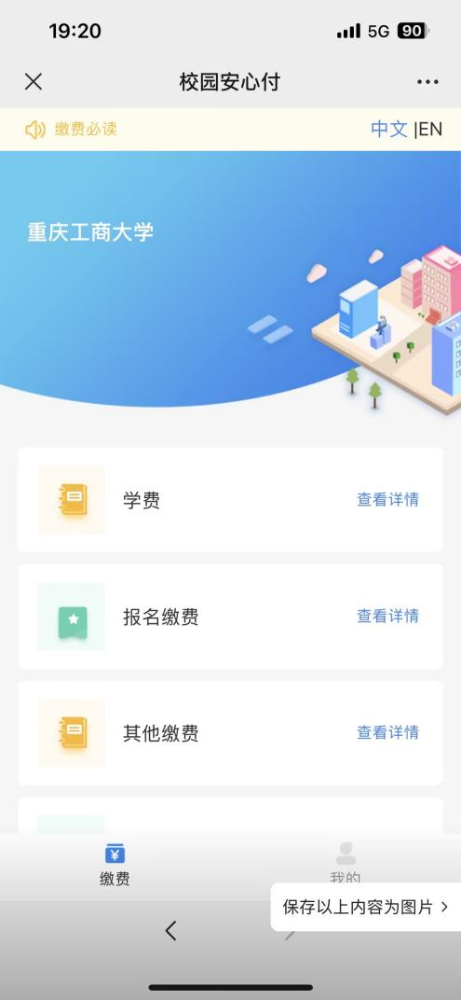 19:20
5G 90
校园安心付
缴费必读
中文 |EN
重庆工商大学
学费
查看详情
报名缴费
查看详情
其他缴费
查看详情
缴费
我的
保存以上内容为图片